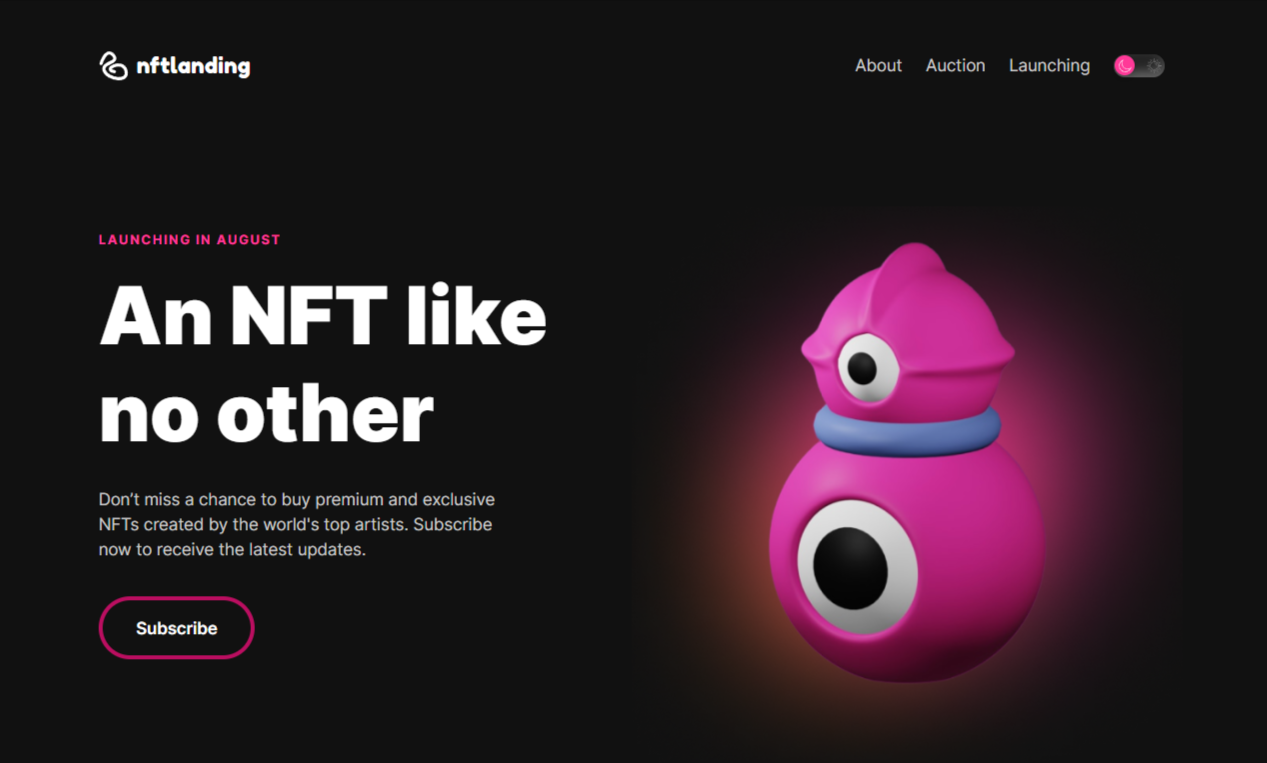 nftlanding
About Auction Launching
LAUNCHING IN AUGUST
An NFT like
no other
Don’t miss a chance to buy premium and exclusive
NFTs created by the world's top artists. Subscribe
now to receive the latest updates.
Subscribe